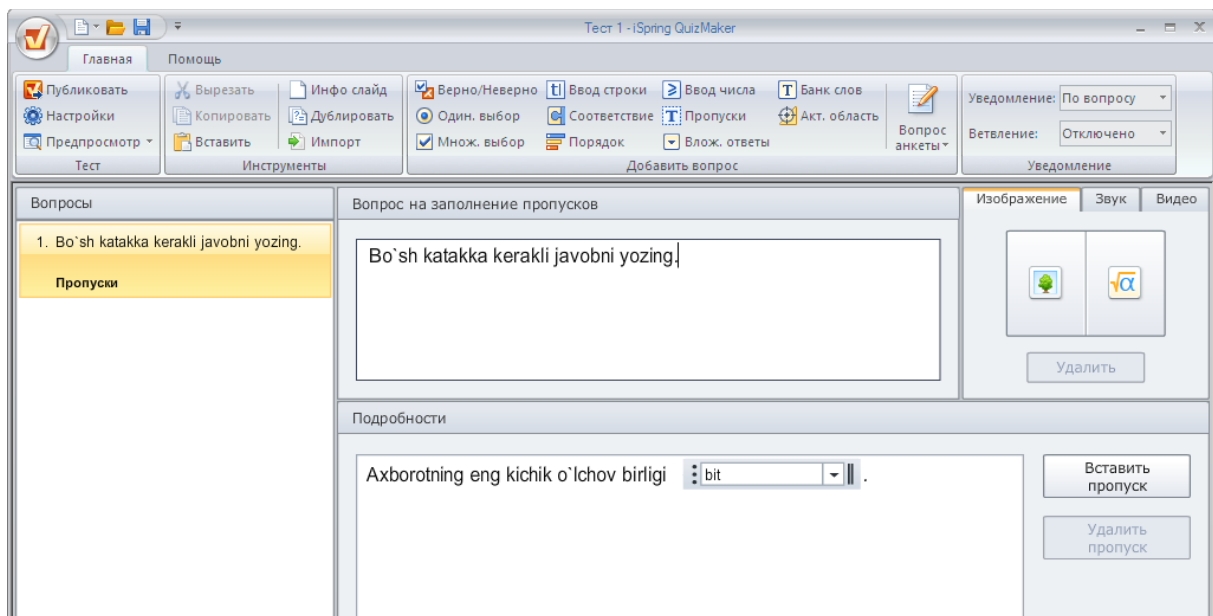 Тест 1 - iSpring QuizMaker
Главная Помощь
Публиковать Вырезать Инфо слайд Верно/Неверно Ввод строки Ввод числа Банк слов
Настройки Копировать Дублировать Один. выбор Соответствие Пропуски Акт. область
Предпросмотр Вставить Импорт Множ. выбор Порядок Влож. ответы
Вопрос
анкеты
Уведомление: По вопросу
Ветвление: Отключено
Тест Инструменты Добавить вопрос Уведомление
Вопросы
1. Bo`sh katakka kerakli javobni yozing.
Пропуски
Вопрос на заполнение пропусков
Bo`sh katakka kerakli javobni yozing.
Изображение Звук Видео
√α
Удалить
Подробности
Axborotning eng kichik o`lchov birligi bit .
Вставить
пропуск
Удалить
пропуск